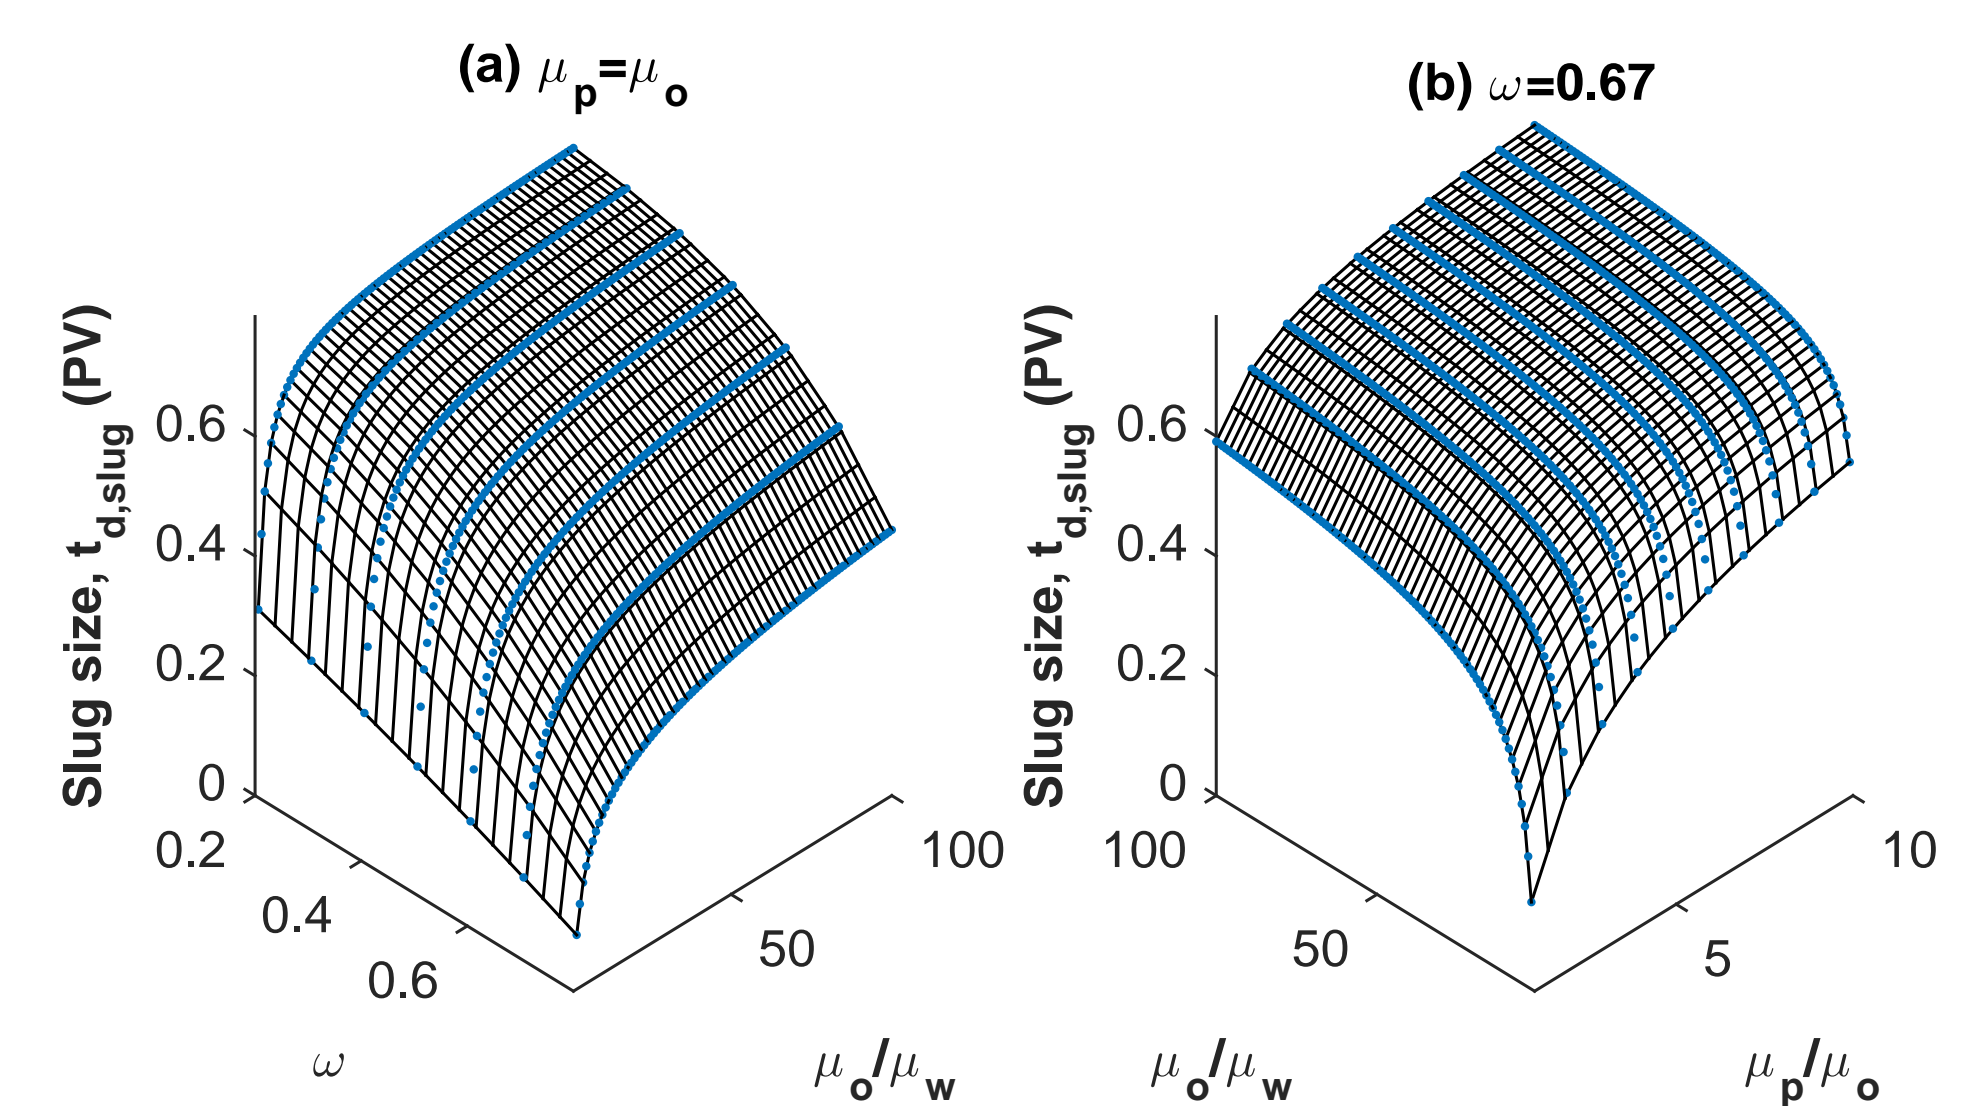 (a) μp=μo
Slug size, td,slug (PV)
0.6
0.4
0.2
0
0.2
0.4
0.6
ω
50
100
μo/μw
(b) ω=0.67
Slug size, td,slug (PV)
0.6
0.4
0.2
0
100
50
μo/μw
5
10
μp/μo